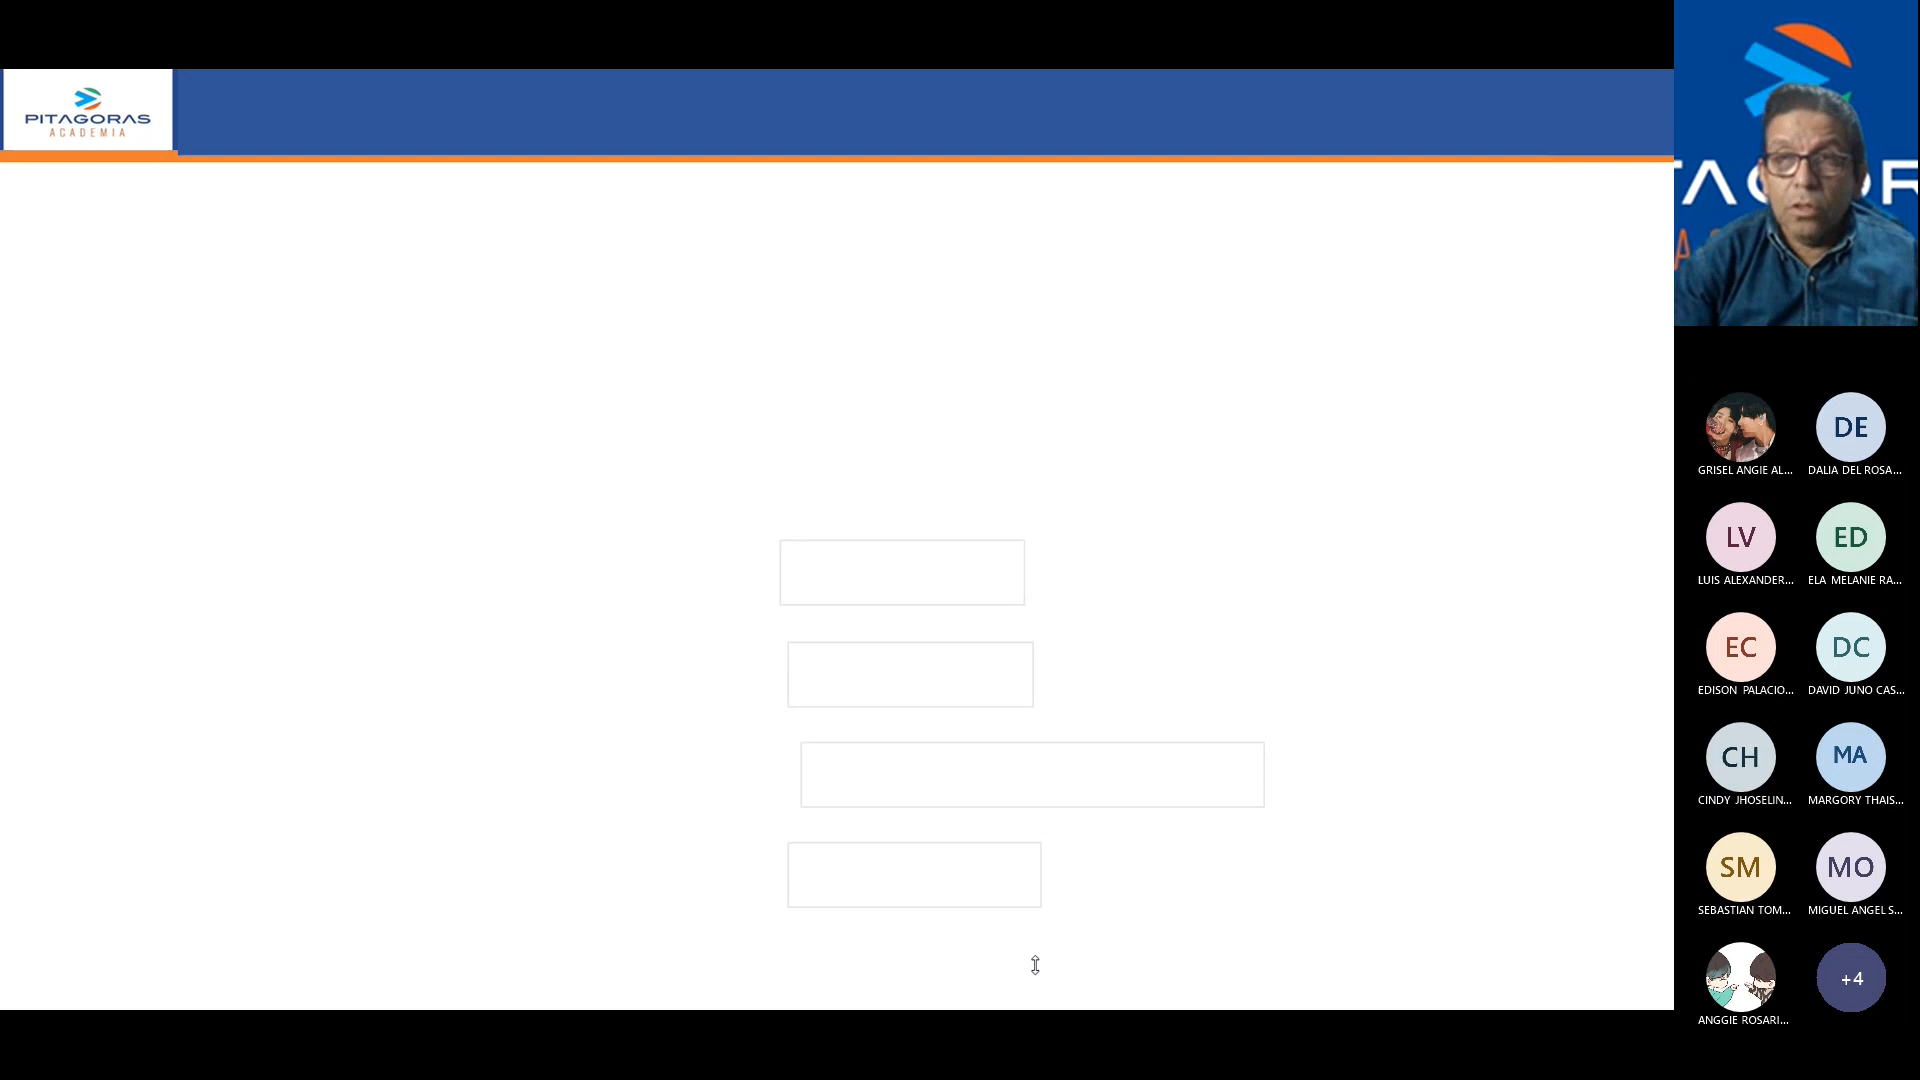 PITAGORAS
ACADEMIA
GRISEL ANGIE AL...
DE
DALIA DEL ROSA...
LV
LUIS ALEXANDER...
ED
ELA MELANIE RA...
EC
EDISON PALACIO...
DC
DAVID JUNO CAS...
CH
CINDY JHOSELIN...
MA
MARGORY THAIS...
SM
SEBASTIAN TOM...
MO
MIGUEL ANGEL S...
ANGGIE ROSARI...
+4